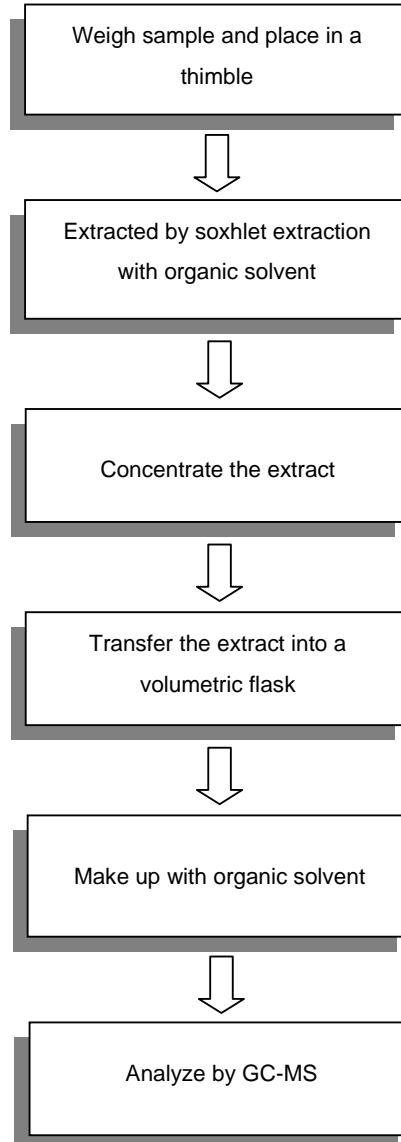 Weigh sample and place in a
thimble
Extracted by soxhlet extraction
with organic solvent
Concentrate the extract
Transfer the extract into a
volumetric flask
Make up with organic solvent
Analyze by GC-MS